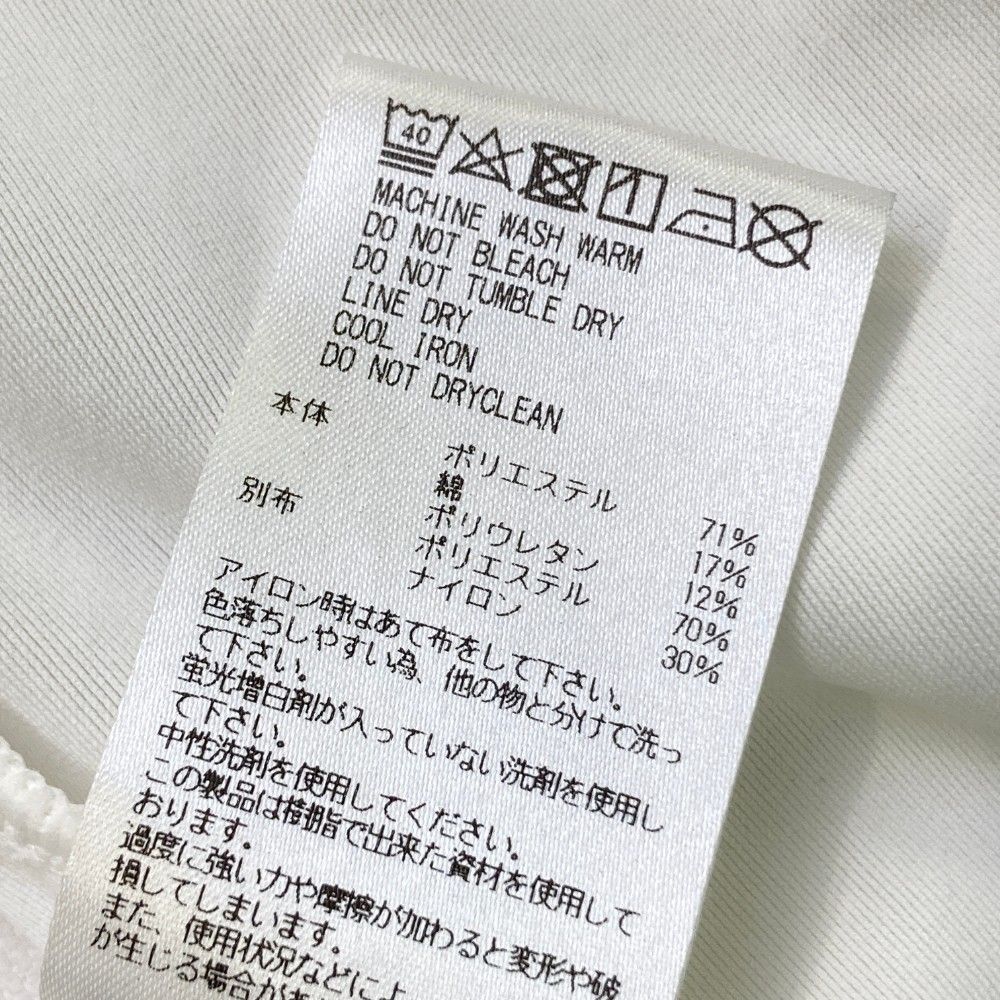 40
MACHINE WASH WARM
DO NOT BLEACH
DO NOT TUMBLE DRY
LINE DRY
COOL IRON
DO NOT DRYCLEAN
本体 ポリエステル 71%
綿 17%
ポリウレタン 12%
別布 ポリエステル 70%
ナイロン 30%
アイロン時はあて布をして下さい。
色落ちしやすい為、他の物と分けて洗っ
て下さい。
蛍光増白剤が入っていない洗剤を使用し
て下さい。
中性洗剤を使用してください。
この製品は樹脂で出来た資材を使用して
おります。
過度に強い力や摩擦が加わると変形や破
損してしまいます。
また、使用状況などによ
が生じる場合が